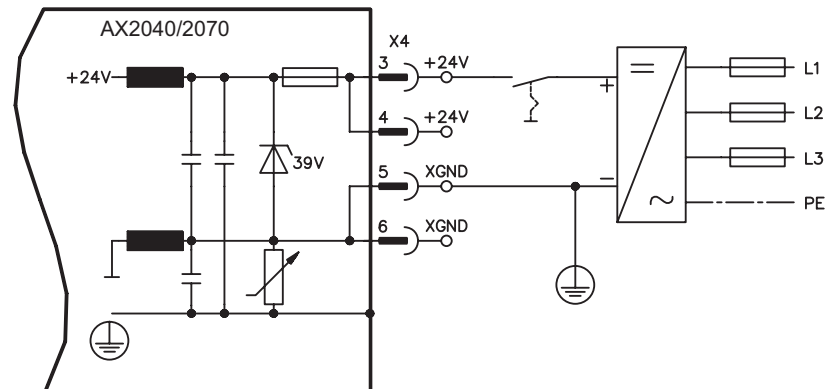 AX2040/2070
X4
+24V
3 +24V
L1
+
4 +24V
L2
39V
5 XGND
L3
PE
6 XGND